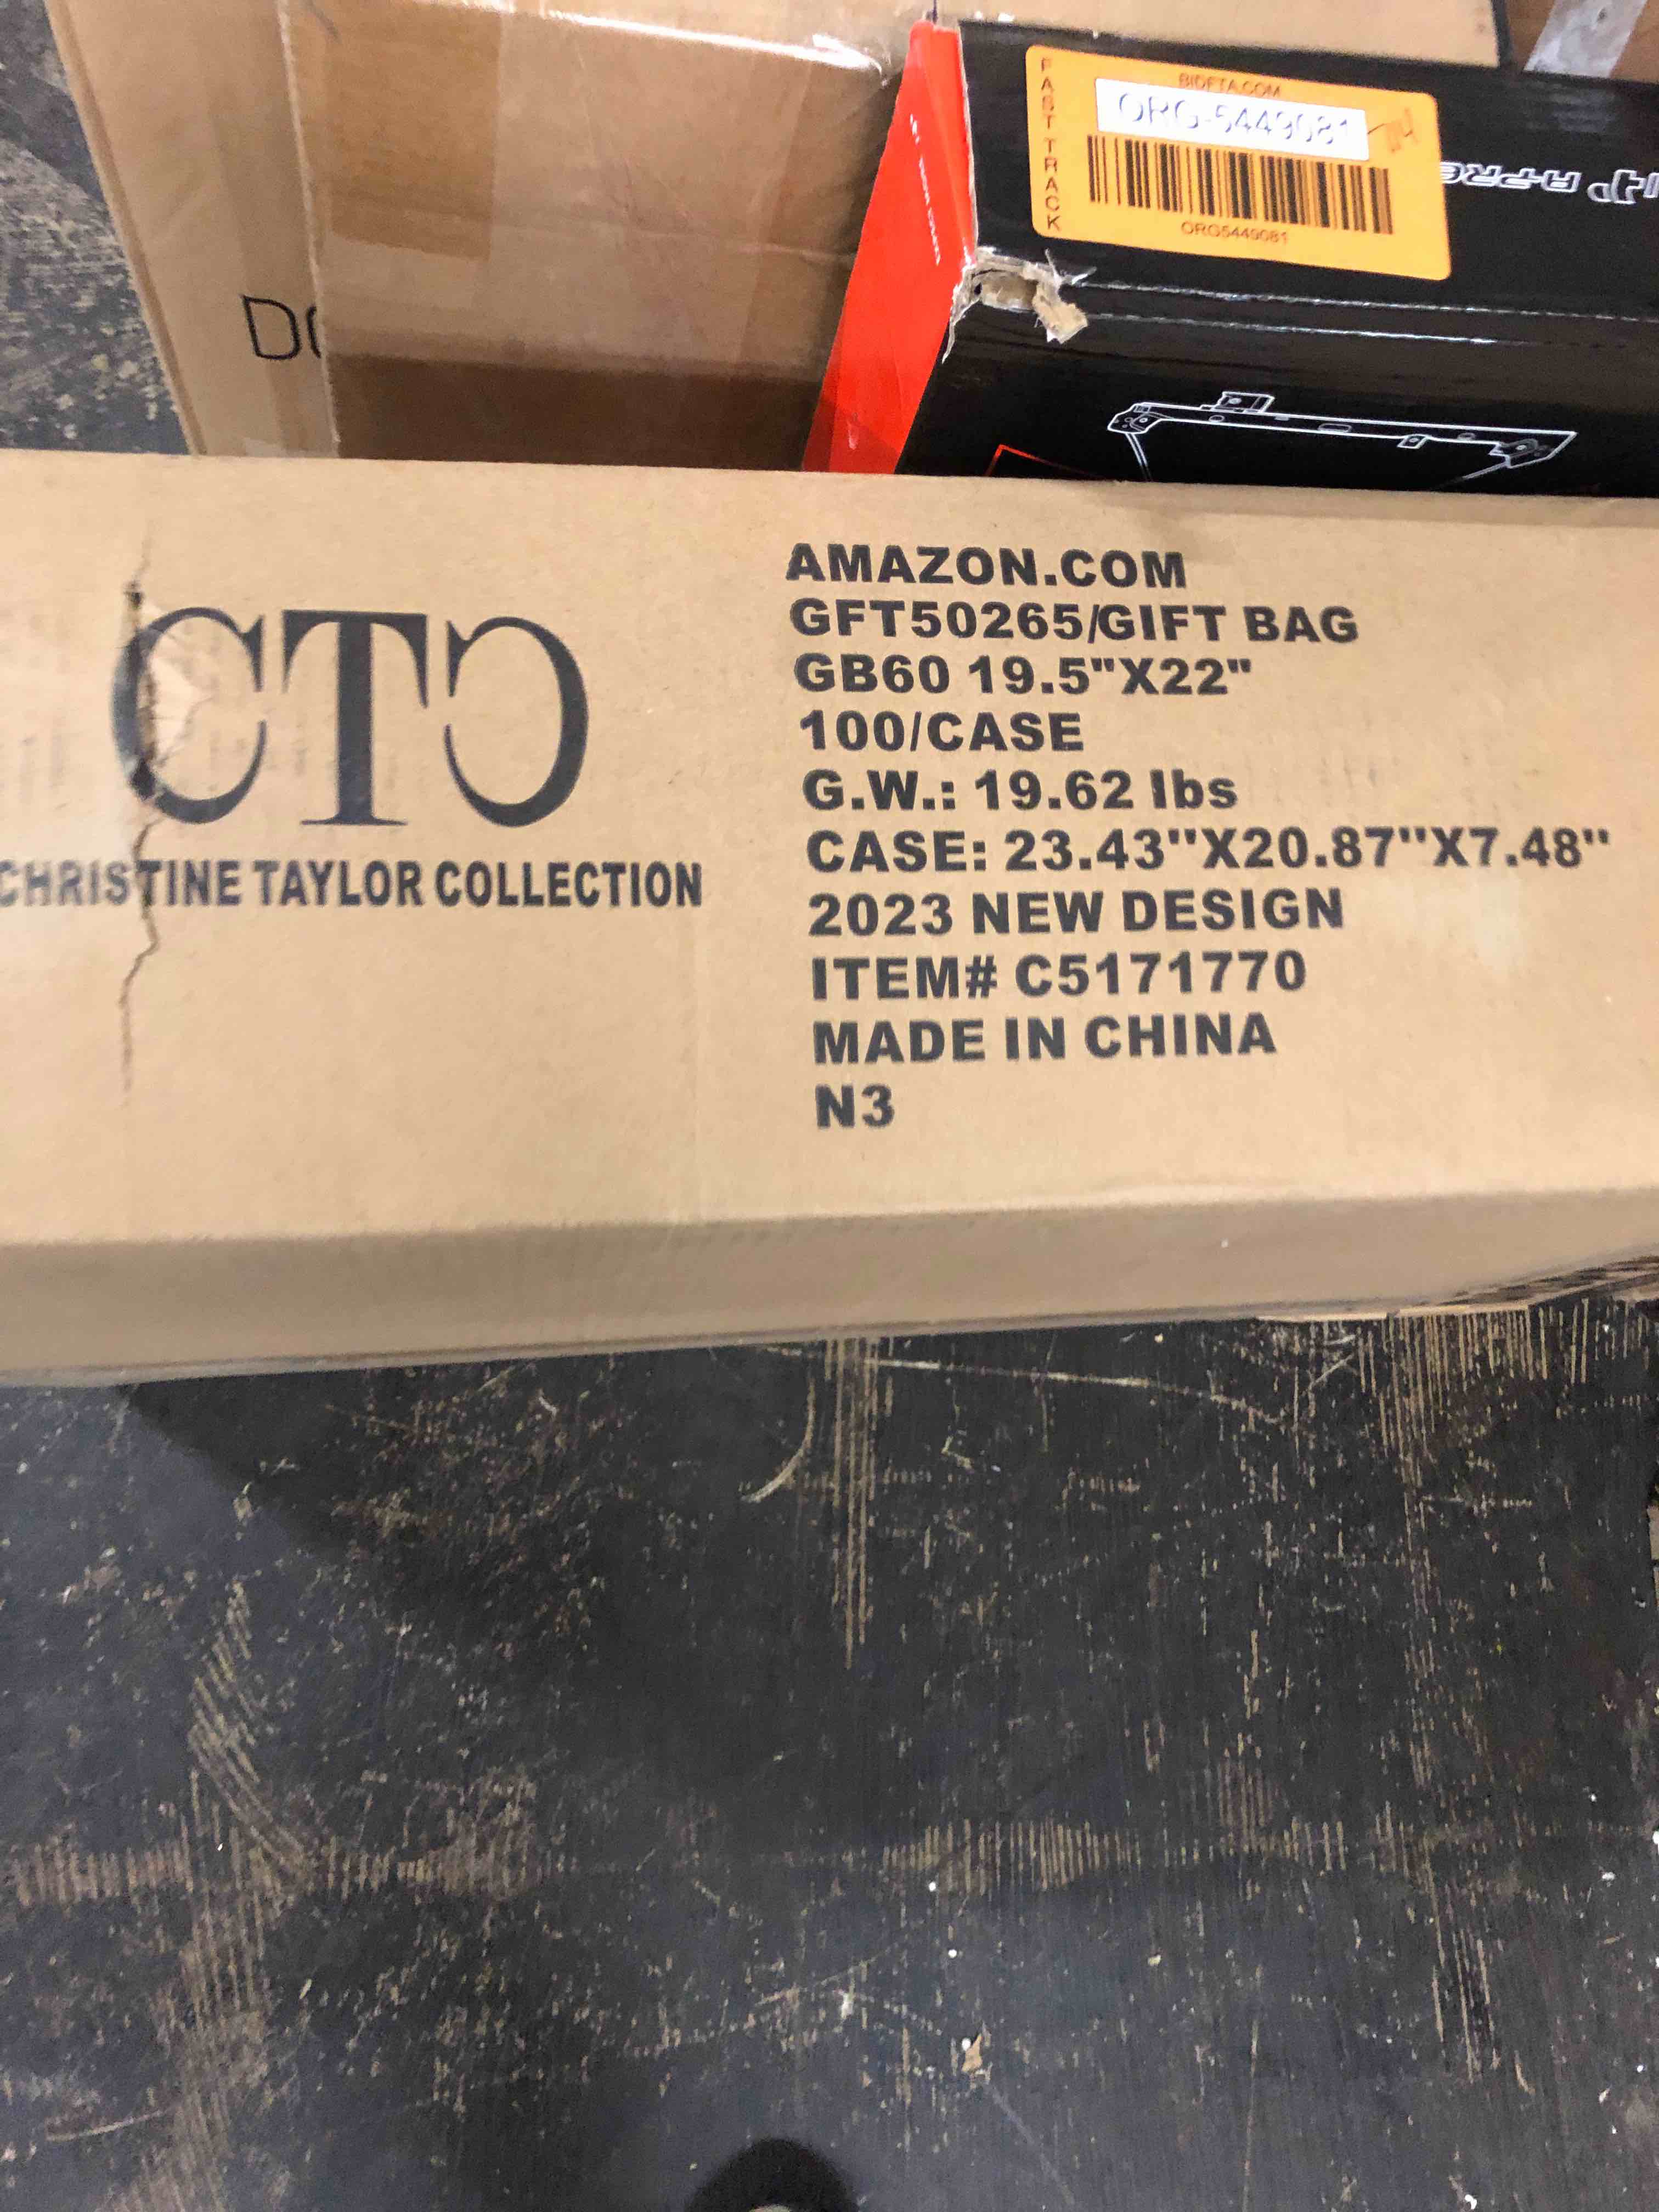 BIDFTA.COM
FAST TRACK
ORG-5449081
ORG5449081
CTC
CHRISTINE TAYLOR COLLECTION
AMAZON.COM
GFT50265/GIFT BAG
GB60 19.5"X22"
100/CASE
G.W.: 19.62 lbs
CASE: 23.43''X20.87''X7.48''
2023 NEW DESIGN
ITEM# C5171770
MADE IN CHINA
N3